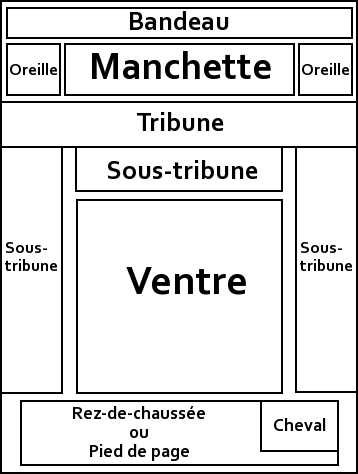 Bandeau
Oreille
Manchette
Oreille
Tribune
Sous-tribune
Sous-
tribune
Ventre
Sous-
tribune
Rez-de-chaussée
ou
Pied de page
Cheval